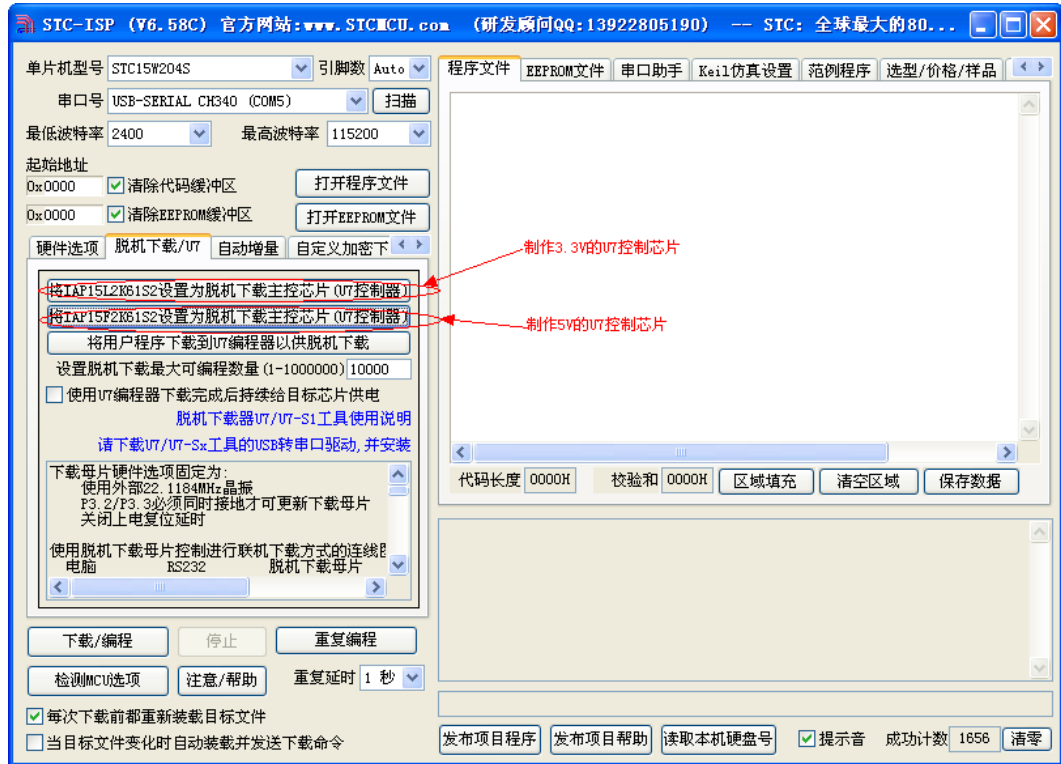 STC-ISP (V6.58C) 官方网站:www.STCMCU.com (研发顾问QQ:13922805190) -- STC: 全球最大的80...
单片机型号 STC15W204S 引脚数 Auto
串口号 USB-SERIAL CH340 (COM5) 扫描
最低波特率 2400 最高波特率 115200
起始地址
0x0000 清除代码缓冲区 打开程序文件
0x0000 清除EEPROM缓冲区 打开EEPROM文件
硬件选项 脱机下载/U7 自动增量 自定义加密下
将IAP15L2K61S2设置为脱机下载主控芯片(U7控制器)
将IAP15F2K61S2设置为脱机下载主控芯片(U7控制器)
将用户程序下载到U7编程器以供脱机下载
设置脱机下载最大可编程数量(1-1000000) 10000
使用U7编程器下载完成后持续给目标芯片供电
脱机下载器U7/U7-S1工具使用说明
请下载U7/U7-Sx工具的USB转串口驱动,并安装
下载母片硬件选项固定为:
使用外部22.1184MHz晶振
P3.2/P3.3必须同时接地才可更新下载母片
关闭上电复位延时
使用脱机下载母片控制进行联机下载方式的连线
电脑 RS232 脱机下载母片
下载/编程 停止 重复编程
检测MCU选项 注意/帮助 重复延时 1 秒
每次下载前都重新装载目标文件
当目标文件变化时自动装载并发送下载命令
程序文件 EEPROM文件 串口助手 Keil仿真设置 范例程序 选型/价格/样品
制作3.3V的U7控制芯片
制作5V的U7控制芯片
代码长度 0000H 校验和 0000H 区域填充 清空区域 保存数据
发布项目程序 发布项目帮助 读取本机硬盘号 提示音 成功计数 1656 清零